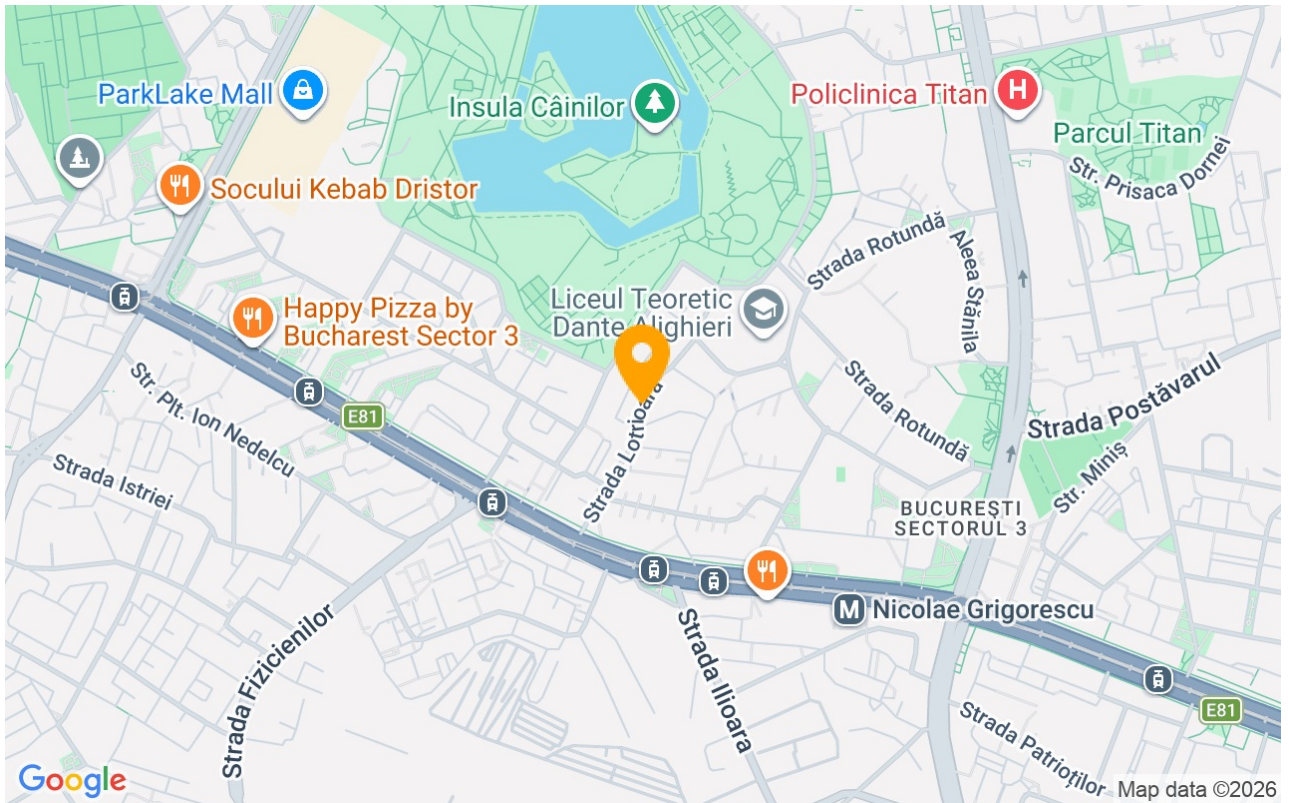 ParkLake Mall
Insula Câinilor
Policlinica Titan
H
Parcul Titan
Str. Prisaca Dornei
Socului Kebab Dristor
Strada Rotundă
Aleea Stănila
Happy Pizza by
Bucharest Sector 3
Liceul Teoretic
Dante Alighieri
Str. Plt. Ion Nedelcu
E81
Strada Rotundă
Strada Postăvarul
Strada Lotrioara
Strada Istriei
Str. Miniș
BUCUREȘTI
SECTORUL 3
M Nicolae Grigorescu
Strada Fizicienilor
Strada Ilioara
E81
Strada Patrioților
Google
Map data ©2026